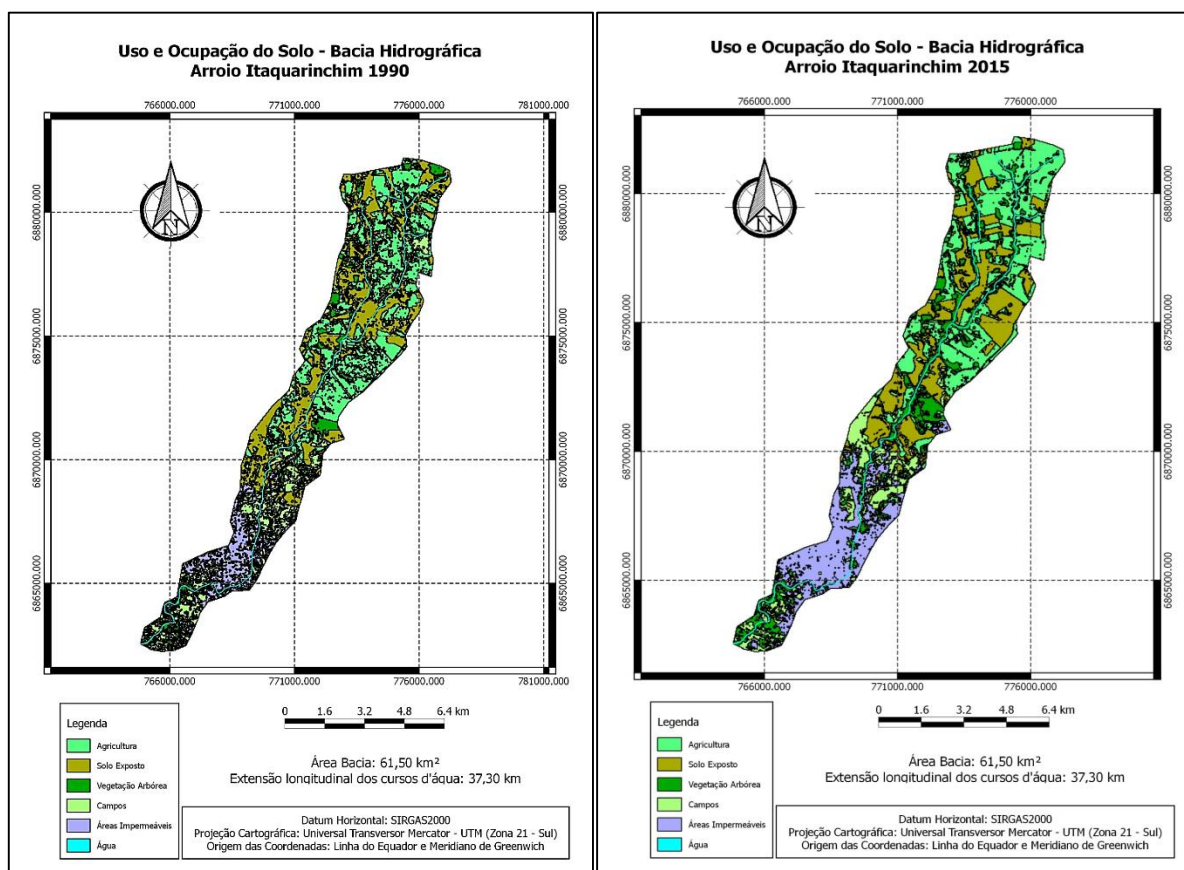 Uso e Ocupação do Solo - Bacia Hidrográfica
Arroio Itaquarinchim 1990
766000.000 771000.000 776000.000 781000.000
6880000.000
6875000.000
6870000.000
6865000.000
N
766000.000 771000.000 776000.000 781000.000
0 1.6 3.2 4.8 6.4 km
Legenda
Agricultura
Solo Exposto
Vegetação Arbórea
Campos
Áreas Impermeáveis
Água
Área Bacia: 61,50 km²
Extensão longitudinal dos cursos d'água: 37,30 km
Datum Horizontal: SIRGAS2000
Projeção Cartográfica: Universal Transversor Mercator - UTM (Zona 21 - Sul)
Origem das Coordenadas: Linha do Equador e Meridiano de Greenwich
Uso e Ocupação do Solo - Bacia Hidrográfica
Arroio Itaquarinchim 2015
766000.000 771000.000 776000.000
6880000.000 6880000.000
6875000.000 6875000.000
6870000.000 6870000.000
6865000.000 6865000.000
N
766000.000 771000.000 776000.000
0 1.6 3.2 4.8 6.4 km
Legenda
Agricultura
Solo Exposto
Vegetação Arbórea
Campos
Áreas Impermeáveis
Água
Área Bacia: 61,50 km²
Extensão longitudinal dos cursos d'água: 37,30 km
Datum Horizontal: SIRGAS2000
Projeção Cartográfica: Universal Transversor Mercator - UTM (Zona 21 - Sul)
Origem das Coordenadas: Linha do Equador e Meridiano de Greenwich